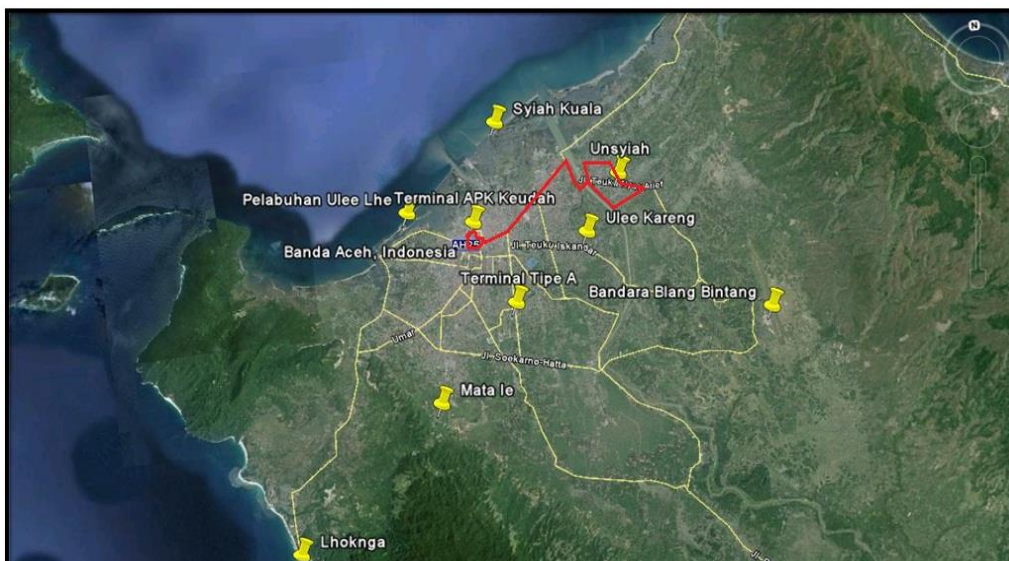 N
Syiah Kuala
Unsyiah
Pelabuhan Ulee Lhe
Terminal APK Keudah
Ulee Kareng
AH25
Banda Aceh, Indonesia
Jl. Teuku Iskandar
Terminal Tipe A
Bandara Blang Bintang
Umar
Jl. Soekarno-Hatta
Mata Ie
Lhoknga